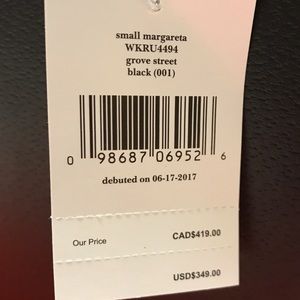 small margareta
WKRU4494
grove street
black (001)
0 98687 06952 6
debuted on 06-17-2017
Our Price CAD$419.00
USD$349.00